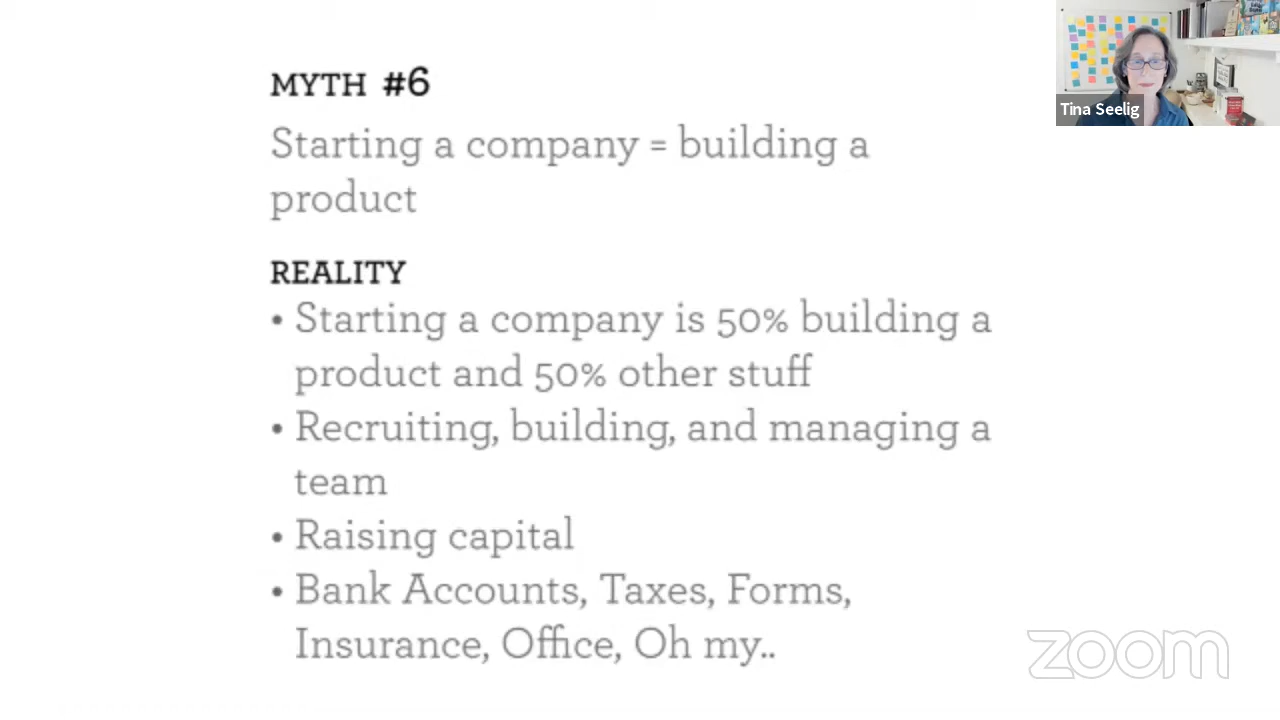 MYTH #6
Starting a company = building a
product
REALITY
• Starting a company is 50% building a
product and 50% other stuff
• Recruiting, building, and managing a
team
• Raising capital
• Bank Accounts, Taxes, Forms,
Insurance, Office, Oh my..
Tina Seelig
zoom